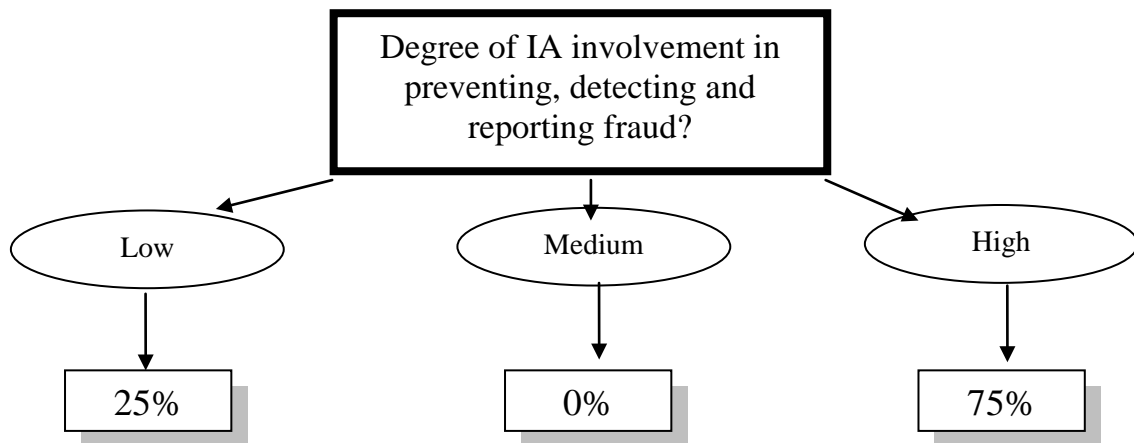 Degree of IA involvement in
preventing, detecting and
reporting fraud?
Low
Medium
High
25%
0%
75%